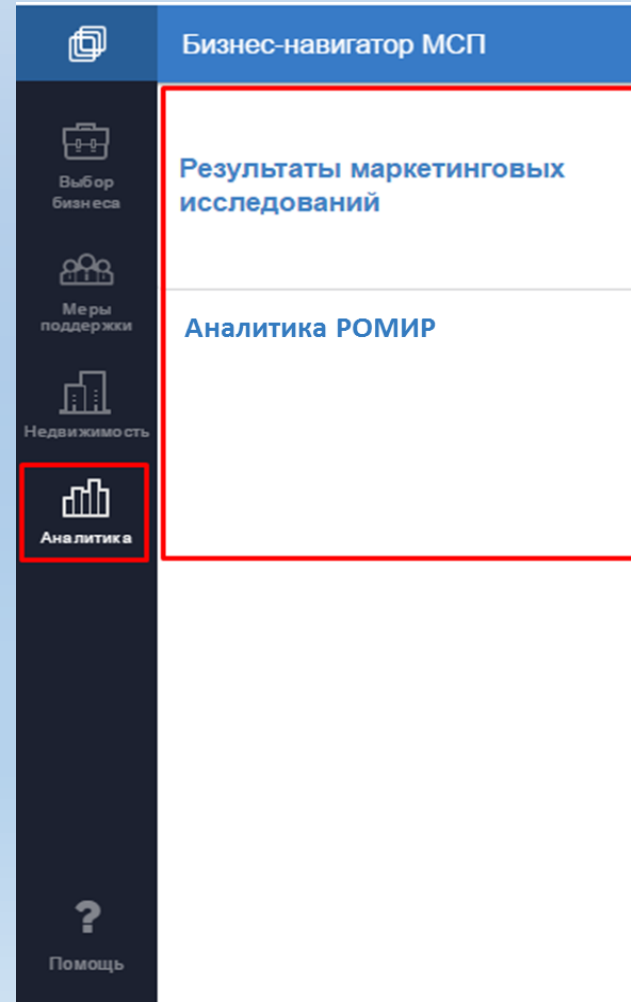 Бизнес-навигатор МСП
Выбор
бизнеса
Меры
поддержки
Недвижимость
Аналитика
?
Помощь
Результаты маркетинговых
исследований
Аналитика РОМИР